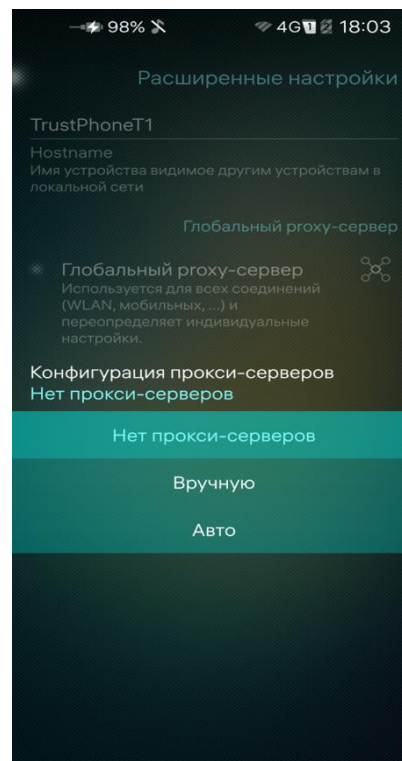 98% 4G 1 18:03
Расширенные настройки
TrustPhoneT1
Hostname
Имя устройства видимое другим устройствам в
локальной сети
Глобальный proxy-сервер
Глобальный proxy-сервер
Используется для всех соединений
(WLAN, мобильных, ...) и
переопределяет индивидуальные
настройки.
Конфигурация прокси-серверов
Нет прокси-серверов
Нет прокси-серверов
Вручную
Авто